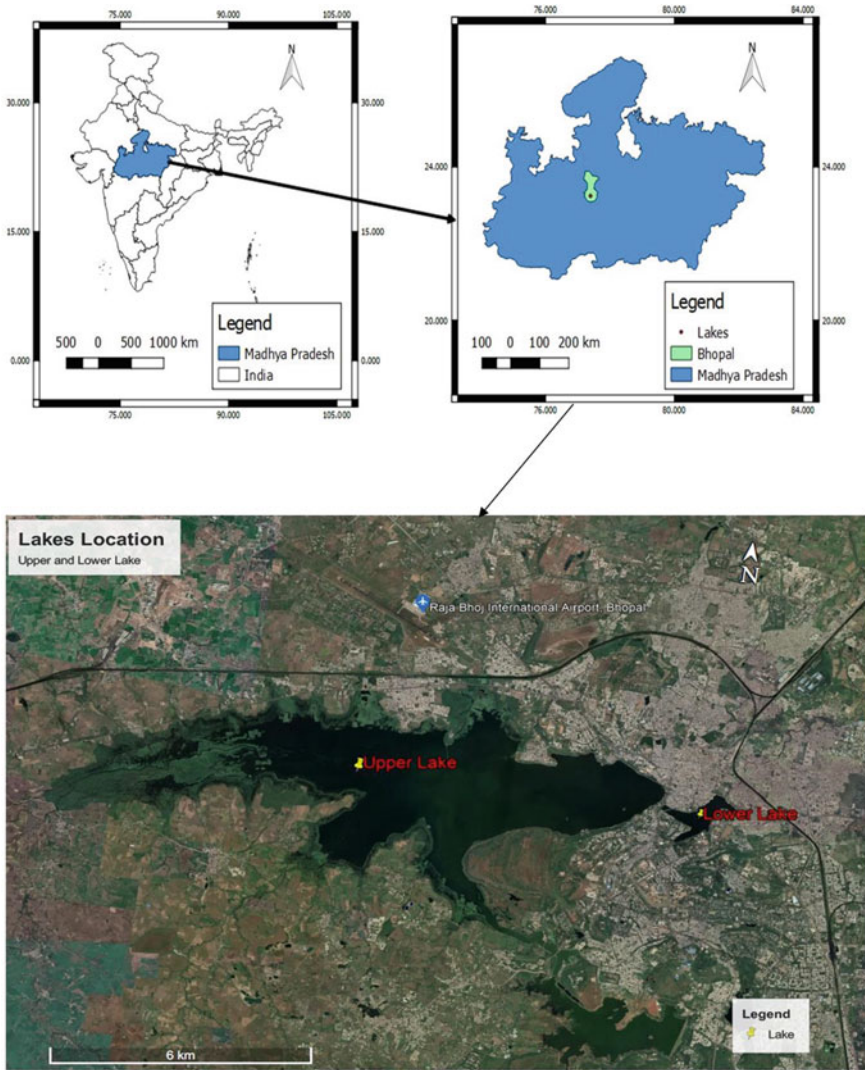 75.000 90.000 105.000
N
30.000 30.000
15.000 15.000
0.000 0.000
500 0 500 1000 km
Legend
Madhya Pradesh
India
75.000 90.000 105.000
76.000 80.000 84.000
N
24.000 24.000
20.000 20.000
100 0 100 200 km
Legend
Lakes
Bhopal
Madhya Pradesh
76.000 80.000 84.000
Lakes Location
Upper and Lower Lake
N
Raja Bhoj International Airport, Bhopal
Upper Lake
Lower Lake
Legend
Lake
6 km